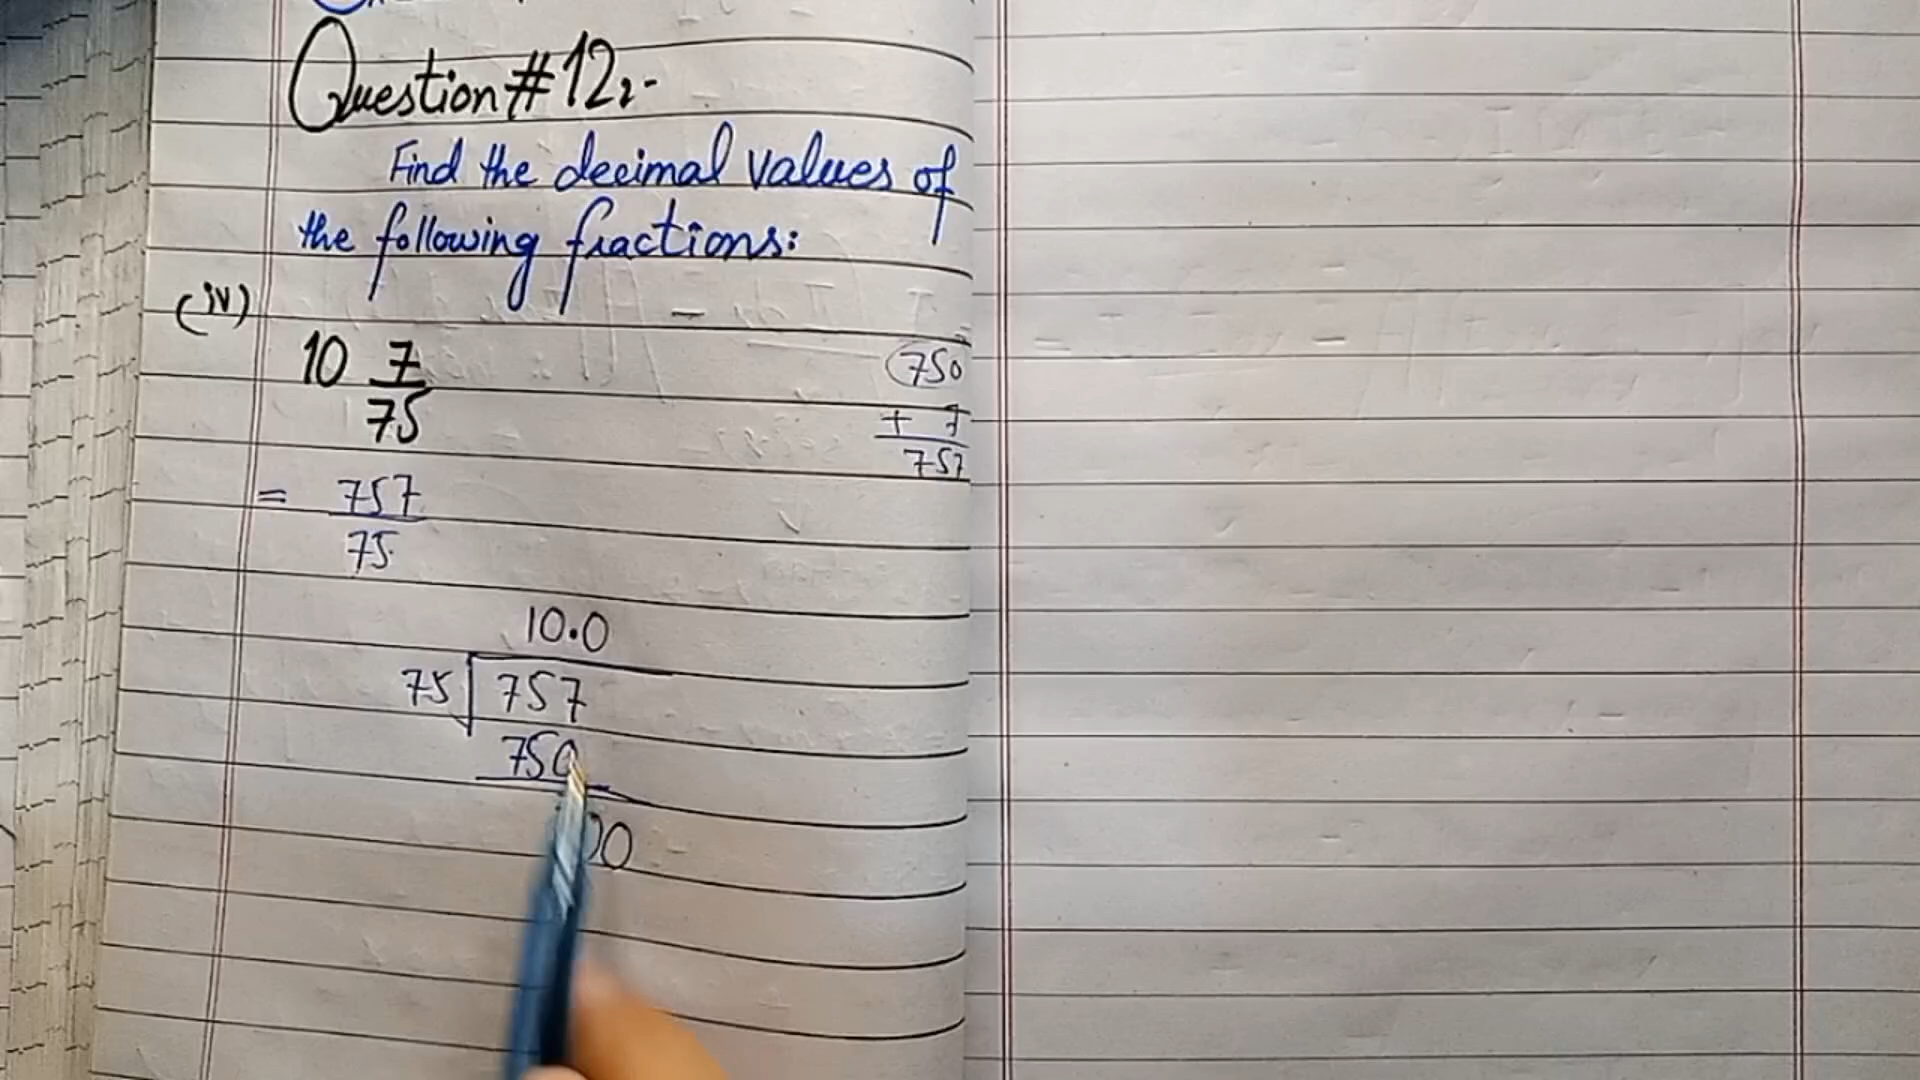 Question #12:-
Find the decimal values of
the following fractions:
(iv)
10 7/75
750
+ 7
757
= 757/75
10.0
75 757
750
00